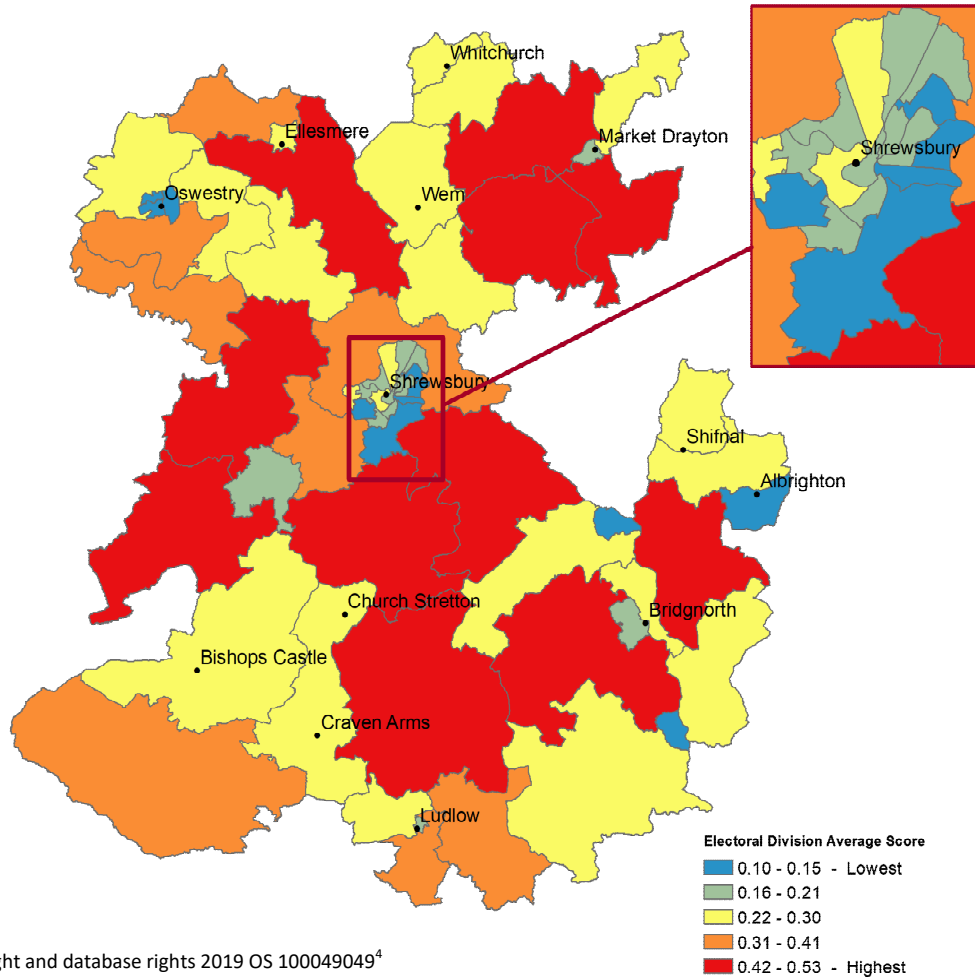 Whitchurch
Ellesmere
Market Drayton
Shrewsbury
Oswestry
Wem
Shrewsbury
Shifnal
Albrighton
Church Stretton
Bridgnorth
Bishops Castle
Craven Arms
Ludlow
Electoral Division Average Score
0.10 - 0.15 - Lowest
0.16 - 0.21
0.22 - 0.30
0.31 - 0.41
0.42 - 0.53 - Highest
ght and database rights 2019 OS 100049049⁴